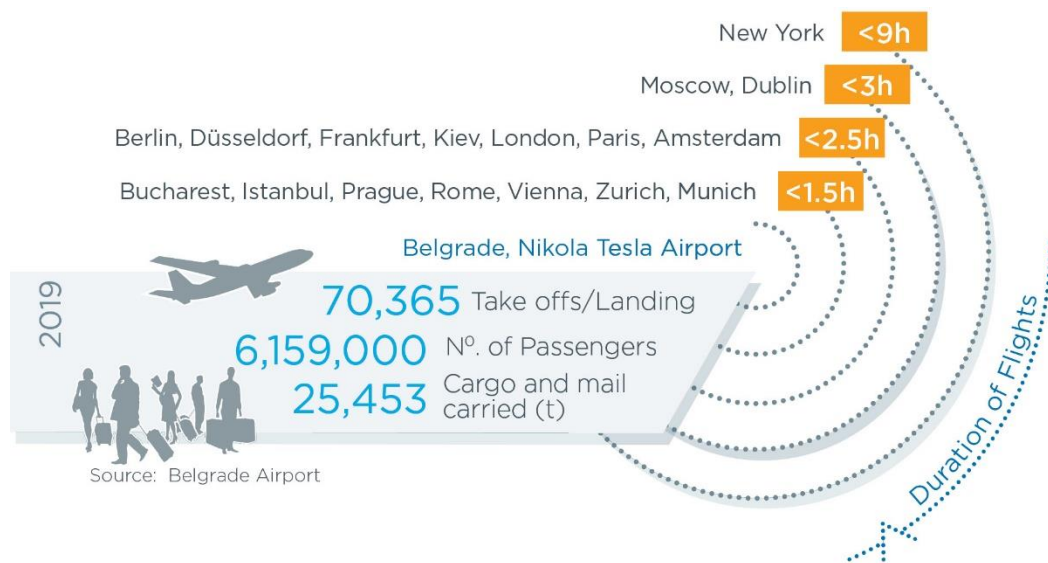 New York <9h
Moscow, Dublin <3h
Berlin, Düsseldorf, Frankfurt, Kiev, London, Paris, Amsterdam <2.5h
Bucharest, Istanbul, Prague, Rome, Vienna, Zurich, Munich <1.5h
Belgrade, Nikola Tesla Airport
2019
70,365 Take offs/Landing
6,159,000 Nº. of Passengers
25,453 Cargo and mail
carried (t)
Source: Belgrade Airport
Duration of Flights